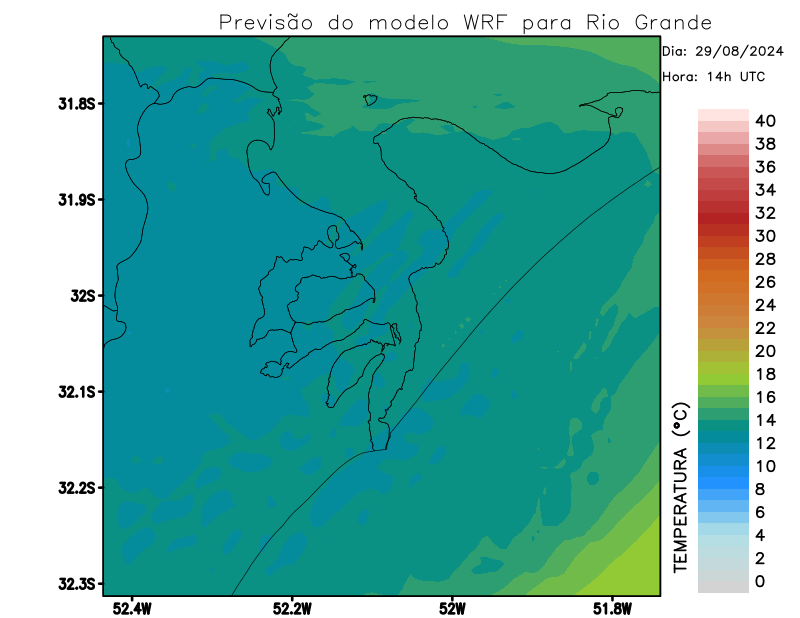 Previsão do modelo WRF para Rio Grande
Dia: 29/08/2024
Hora: 14h UTC
31.8S
31.9S
32S
32.1S
32.2S
32.3S
52.4W
52.2W
52W
51.8W
TEMPERATURA (°C)
40
38
36
34
32
30
28
26
24
22
20
18
16
14
12
10
8
6
4
2
0